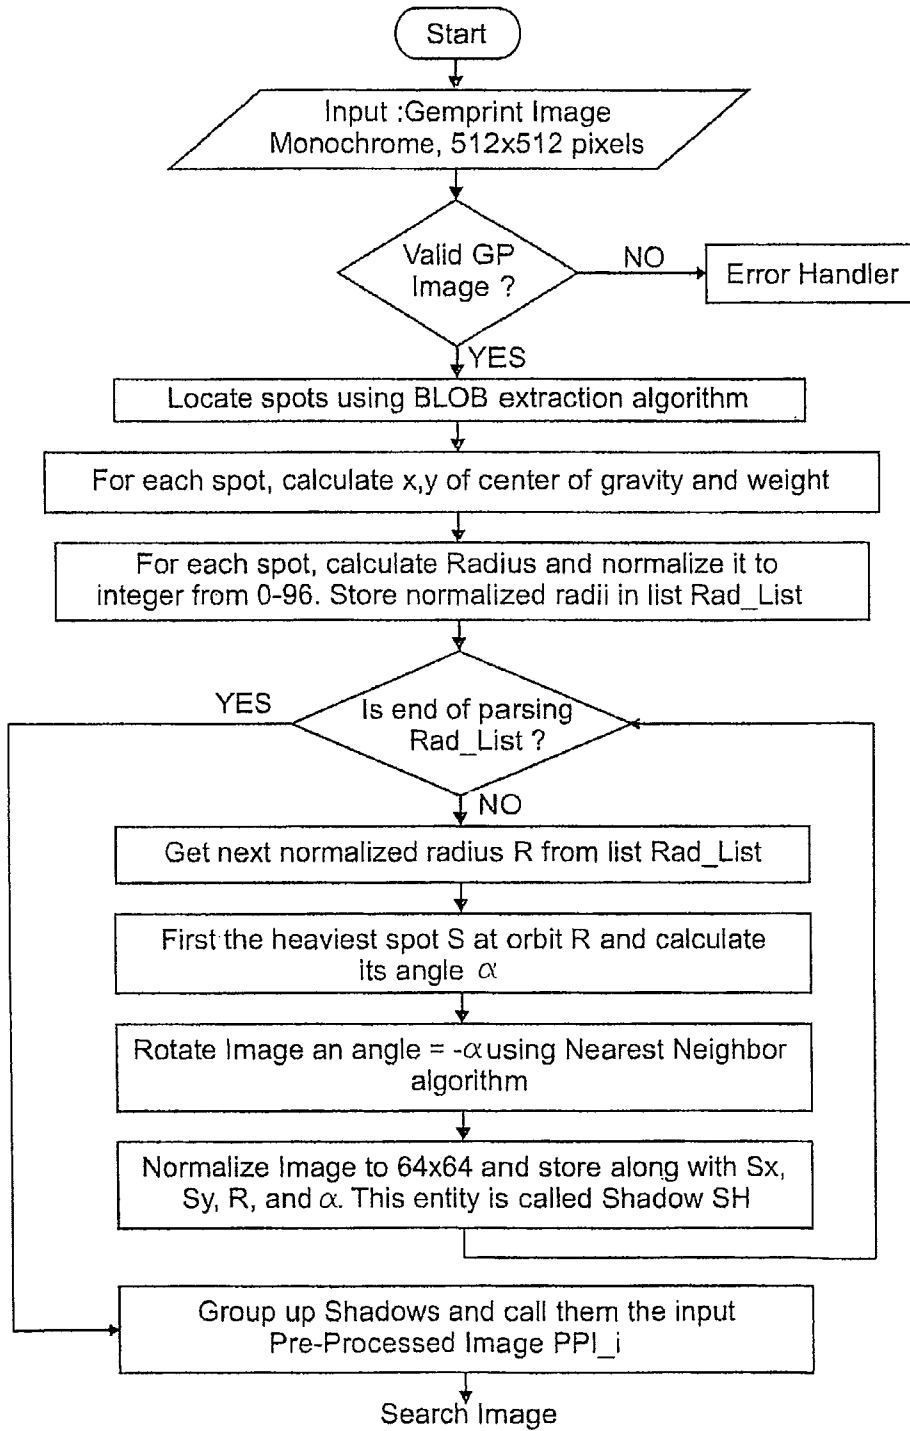 Start
Input :Gemprint Image
Monochrome, 512x512 pixels
Valid GP
Image ?
NO
Error Handler
YES
Locate spots using BLOB extraction algorithm
For each spot, calculate x,y of center of gravity and weight
For each spot, calculate Radius and normalize it to
integer from 0-96. Store normalized radii in list Rad_List
YES
Is end of parsing
Rad_List ?
NO
Get next normalized radius R from list Rad_List
First the heaviest spot S at orbit R and calculate
its angle α
Rotate Image an angle = -α using Nearest Neighbor
algorithm
Normalize Image to 64x64 and store along with Sx,
Sy, R, and α. This entity is called Shadow SH
Group up Shadows and call them the input
Pre-Processed Image PPI_i
Search Image